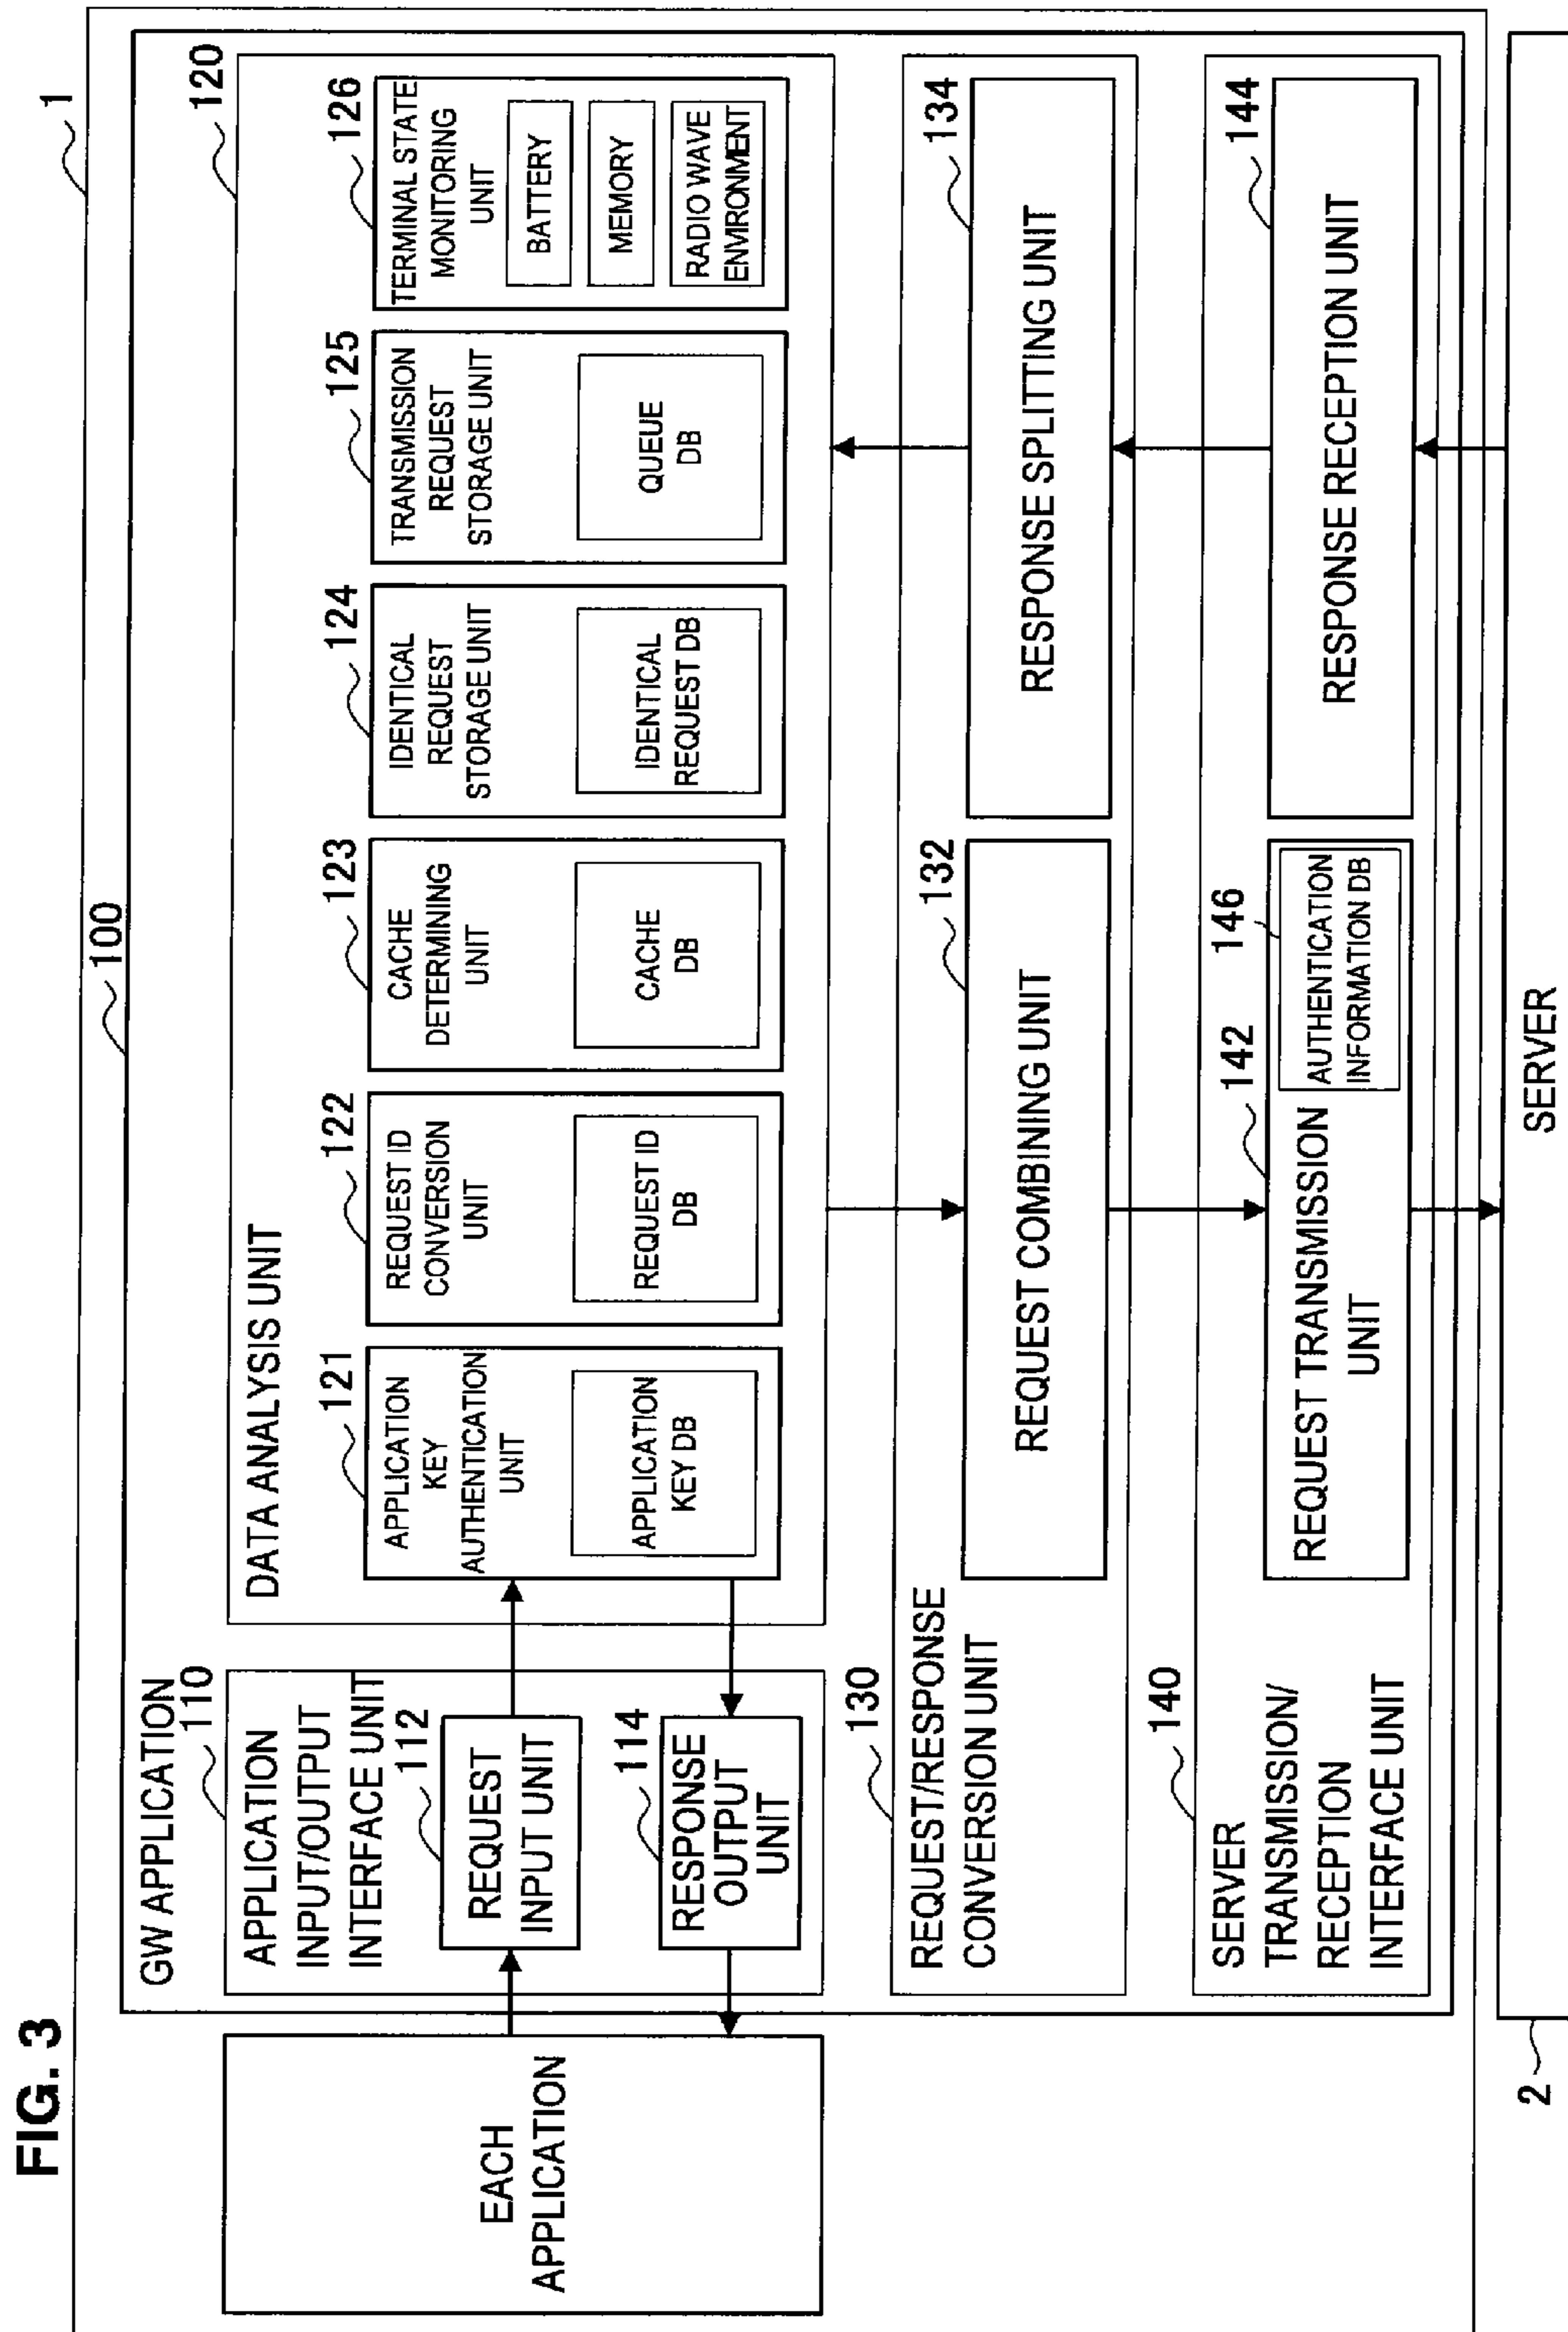 FIG. 3
1
100
GW APPLICATION
EACH
APPLICATION
110
APPLICATION
INPUT/OUTPUT
INTERFACE UNIT
112
REQUEST
INPUT UNIT
114
RESPONSE
OUTPUT
UNIT
120
DATA ANALYSIS UNIT
121
APPLICATION
KEY
AUTHENTICATION
UNIT
APPLICATION
KEY DB
122
REQUEST ID
CONVERSION
UNIT
REQUEST ID
DB
123
CACHE
DETERMINING
UNIT
CACHE
DB
124
IDENTICAL
REQUEST
STORAGE UNIT
IDENTICAL
REQUEST DB
125
TRANSMISSION
REQUEST
STORAGE UNIT
QUEUE
DB
126
TERMINAL STATE
MONITORING
UNIT
BATTERY
MEMORY
RADIO WAVE
ENVIRONMENT
130
REQUEST/RESPONSE
CONVERSION UNIT
132
REQUEST COMBINING UNIT
134
RESPONSE SPLITTING UNIT
140
SERVER
TRANSMISSION/
RECEPTION
INTERFACE UNIT
142
REQUEST TRANSMISSION
UNIT
146
AUTHENTICATION
INFORMATION DB
144
RESPONSE RECEPTION UNIT
2
SERVER